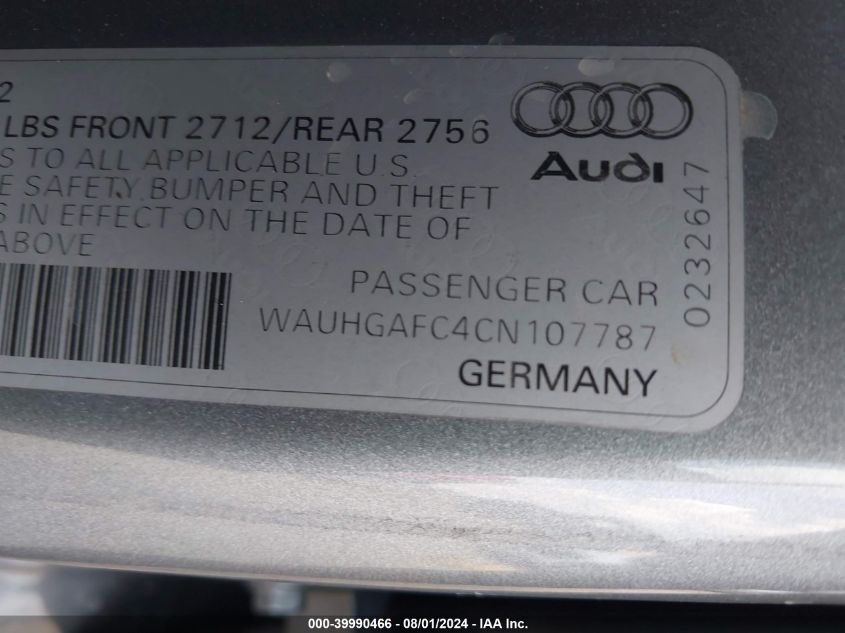 2
LBS FRONT 2712/REAR 2756
S TO ALL APPLICABLE U.S.
E SAFETY, BUMPER AND THEFT
S IN EFFECT ON THE DATE OF
ABOVE
Audi
PASSENGER CAR
WAUHGAFC4CN107787
GERMANY
0232647
000-39990466 - 08/01/2024 - IAA Inc.